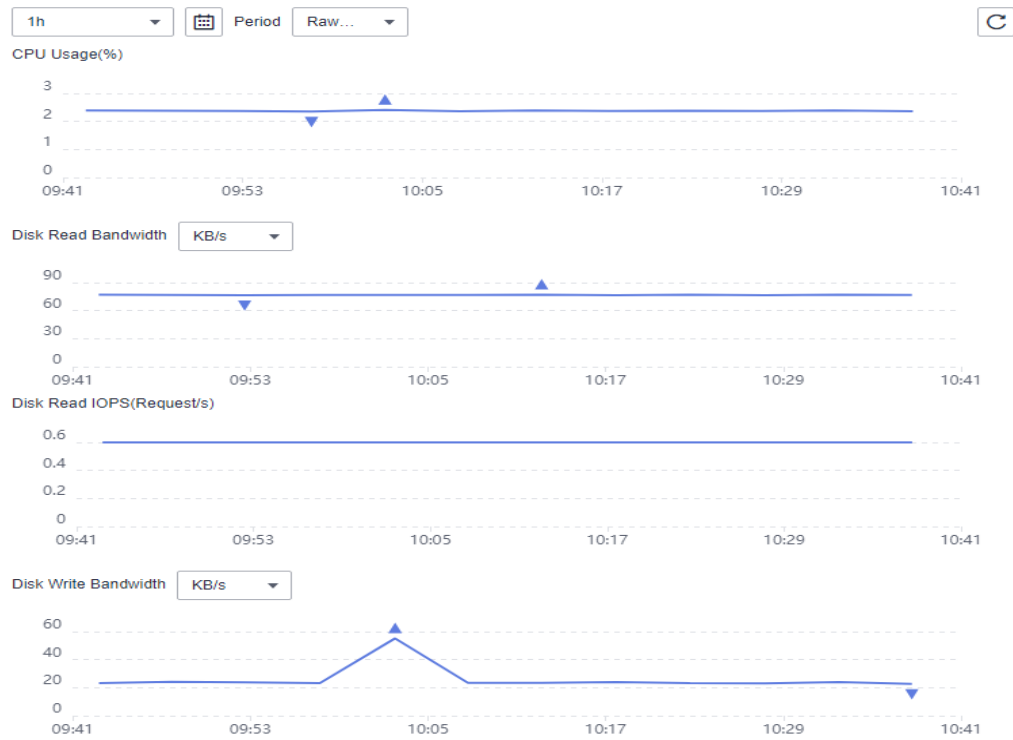 1h Period Raw...
CPU Usage(%)
3
2
1
0
09:41 09:53 10:05 10:17 10:29 10:41
Disk Read Bandwidth KB/s
90
60
30
0
09:41 09:53 10:05 10:17 10:29 10:41
Disk Read IOPS(Request/s)
0.6
0.4
0.2
0
09:41 09:53 10:05 10:17 10:29 10:41
Disk Write Bandwidth KB/s
60
40
20
0
09:41 09:53 10:05 10:17 10:29 10:41